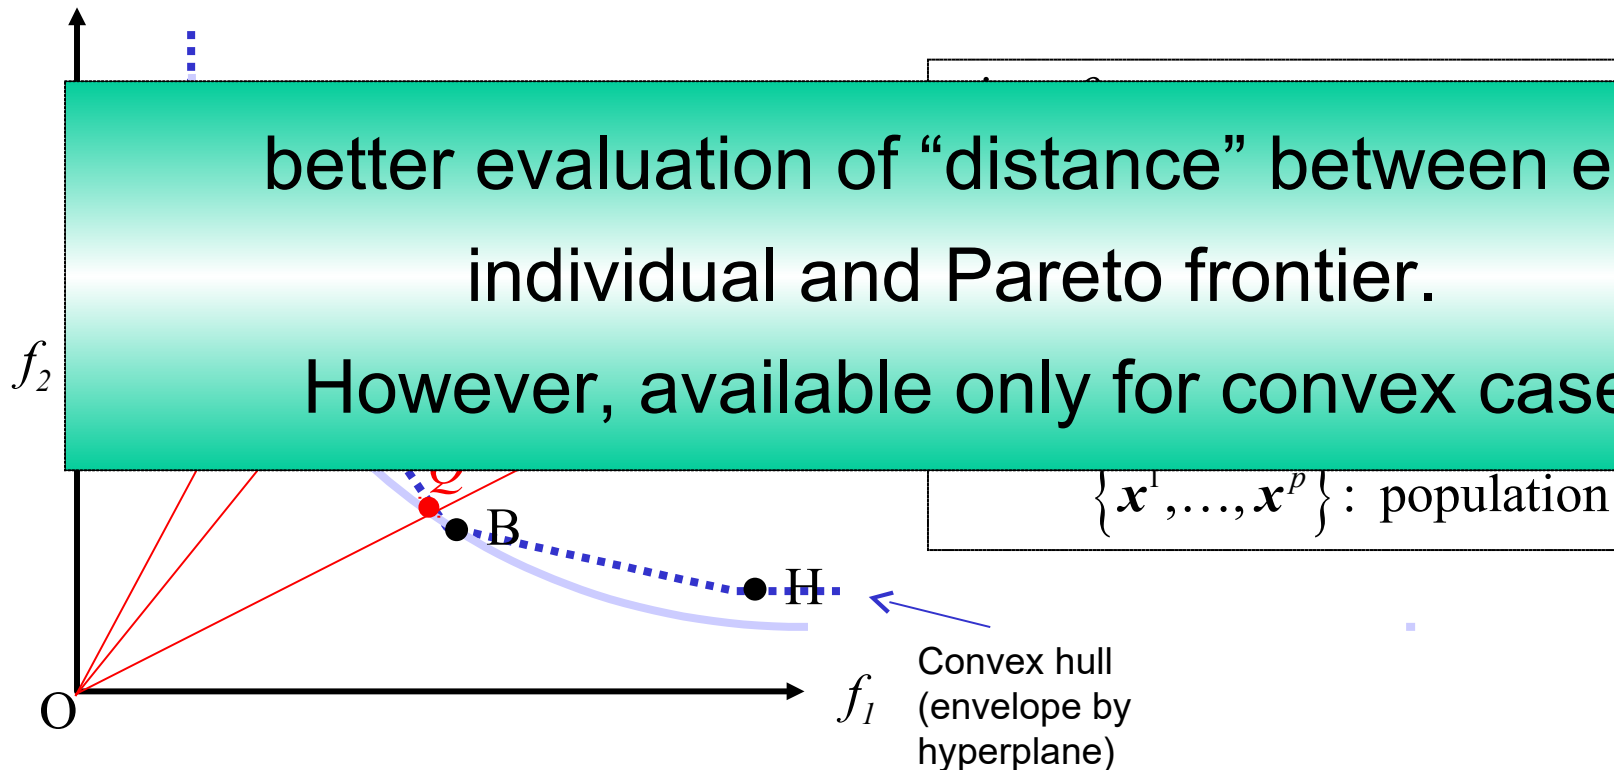 better evaluation of “distance” between
individual and Pareto frontier.
However, available only for convex
f₂
Q
{x¹,…,xᵖ}: population
B
H
Convex hull
(envelope by
hyperplane)
f₁
O